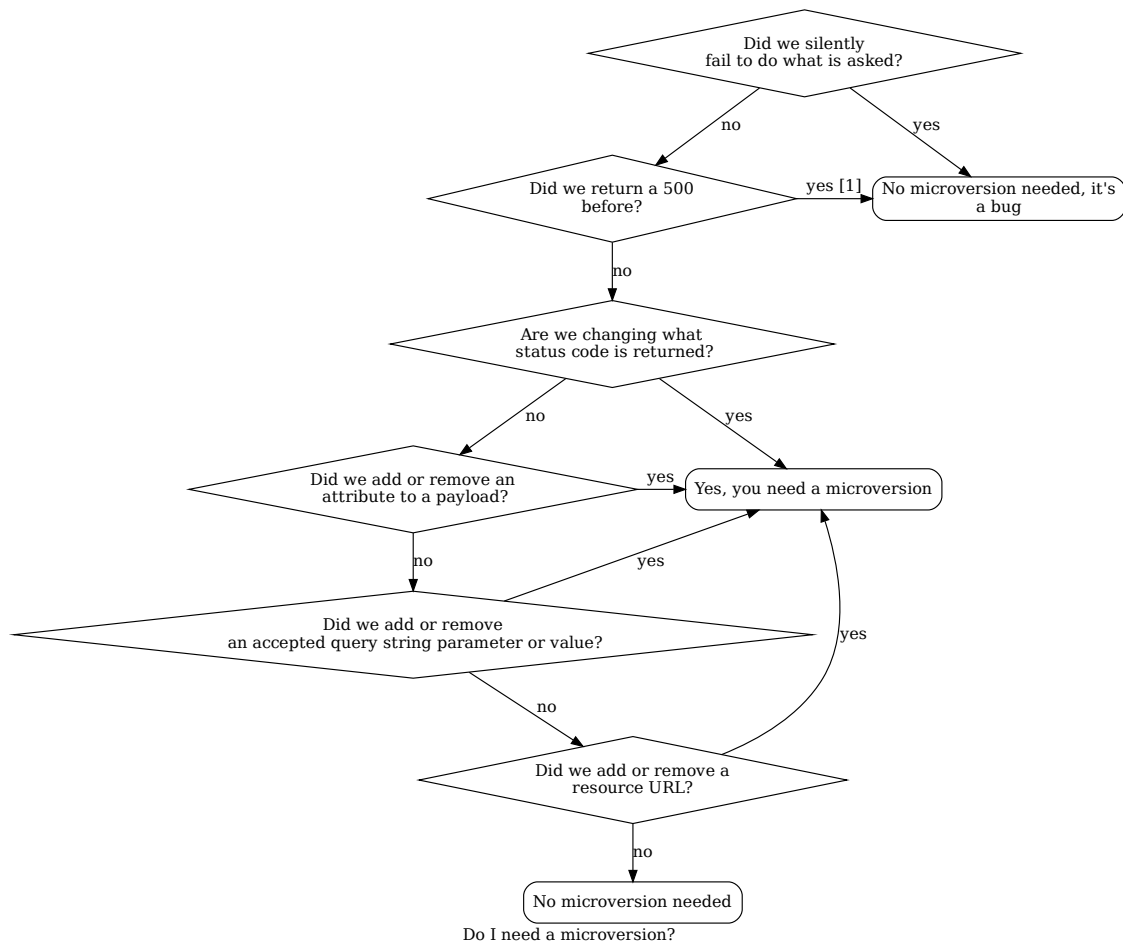 Did we silently
fail to do what is asked?
no
yes
Did we return a 500
before?
yes [1]
No microversion needed, it's
a bug
no
Are we changing what
status code is returned?
no
yes
Did we add or remove an
attribute to a payload?
yes
Yes, you need a microversion
no
yes
Did we add or remove
an accepted query string parameter or value?
yes
no
Did we add or remove a
resource URL?
no
No microversion needed
Do I need a microversion?